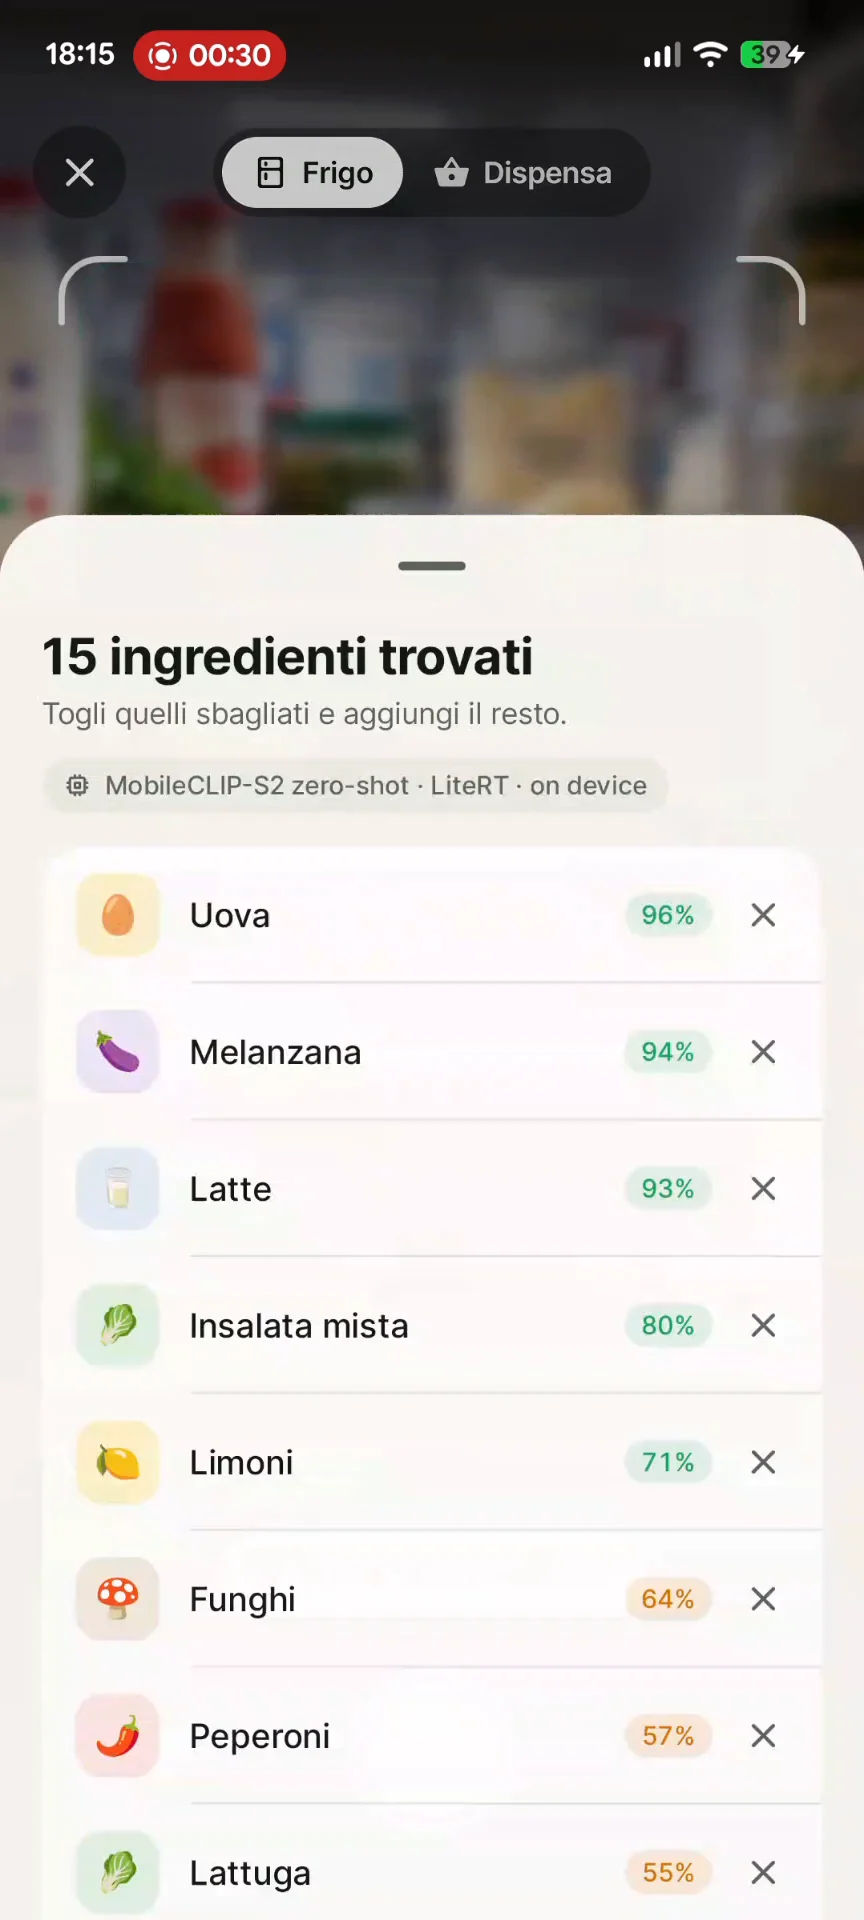 18:15
00:30
39
Frigo
Dispensa
15 ingredienti trovati
Togli quelli sbagliati e aggiungi il resto.
MobileCLIP-S2 zero-shot · LiteRT · on device
Uova 96%
Melanzana 94%
Latte 93%
Insalata mista 80%
Limoni 71%
Funghi 64%
Peperoni 57%
Lattuga 55%